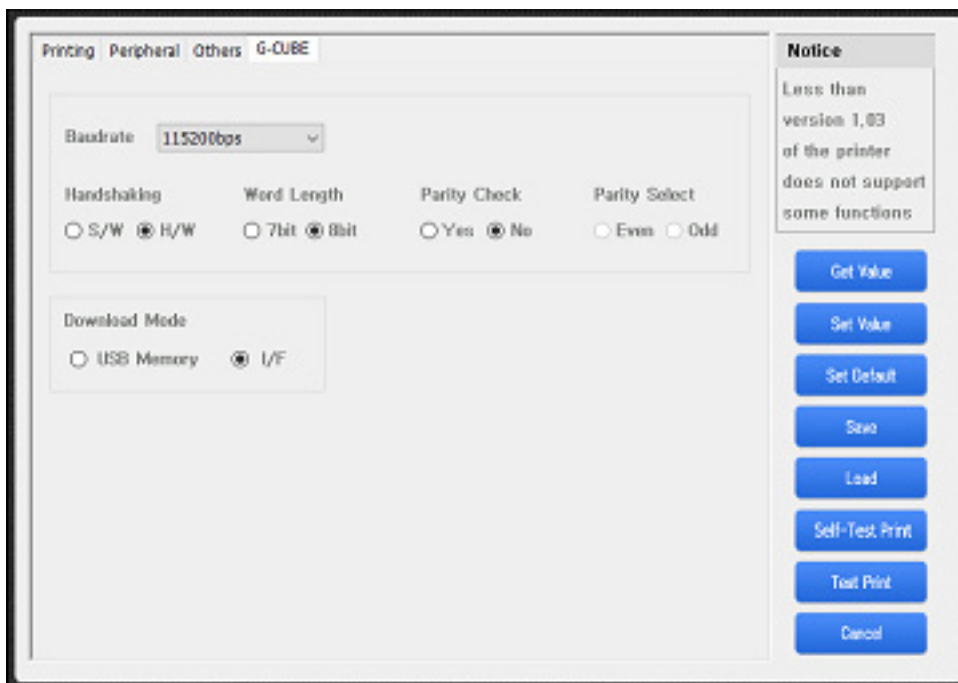 Printing Peripheral Others G-CUBE
Baudrate 115200bps
Handshaking Word Length Parity Check Parity Select
S/W H/W 7bit 8bit Yes No Even Odd
Download Mode
USB Memory I/F
Notice
Less than
version 1,03
of the printer
does not support
some functions
Get Value
Set Value
Set Default
Save
Load
Self-Test Print
Test Print
Cancel